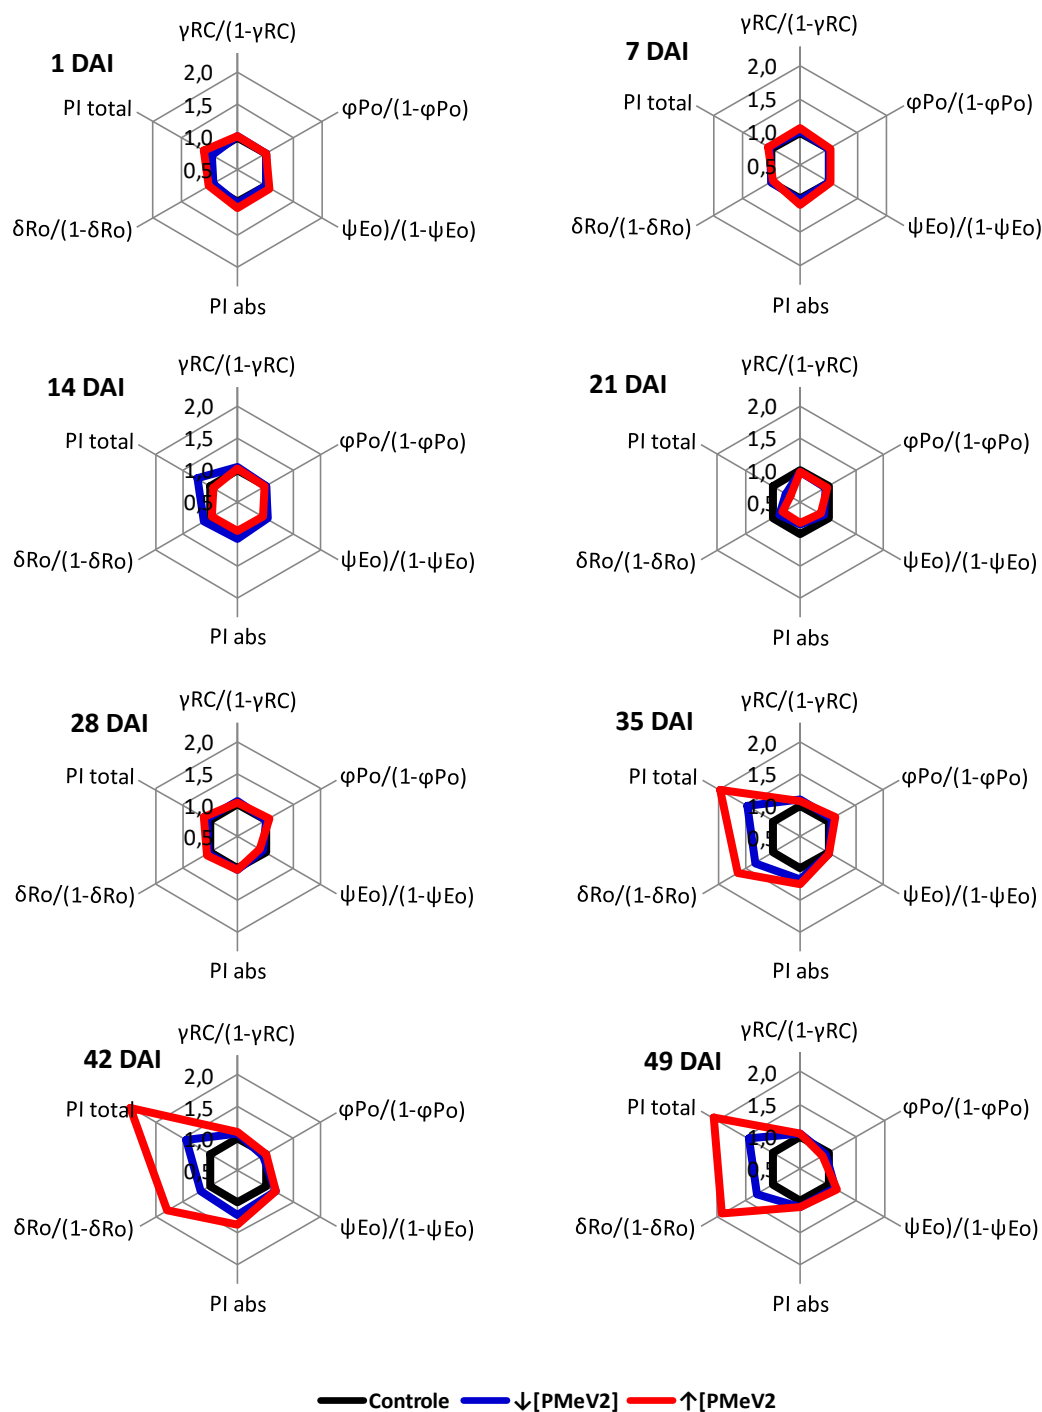 γRC/(1-γRC)
1 DAI
2,0
PI total
φPo/(1-φPo)
1,5
1,0
0,5
δRo/(1-δRo)
ψEo)/(1-ψEo)
PI abs
γRC/(1-γRC)
7 DAI
2,0
PI total
φPo/(1-φPo)
1,5
1,0
0,5
δRo/(1-δRo)
ψEo)/(1-ψEo)
PI abs
γRC/(1-γRC)
14 DAI
2,0
PI total
φPo/(1-φPo)
1,5
1,0
0,5
δRo/(1-δRo)
ψEo)/(1-ψEo)
PI abs
γRC/(1-γRC)
21 DAI
2,0
PI total
φPo/(1-φPo)
1,5
1,0
0,5
δRo/(1-δRo)
ψEo)/(1-ψEo)
PI abs
γRC/(1-γRC)
28 DAI
2,0
PI total
φPo/(1-φPo)
1,5
1,0
0,5
δRo/(1-δRo)
ψEo)/(1-ψEo)
PI abs
γRC/(1-γRC)
35 DAI
2,0
PI total
φPo/(1-φPo)
1,5
1,0
0,5
δRo/(1-δRo)
ψEo)/(1-ψEo)
PI abs
γRC/(1-γRC)
42 DAI
2,0
PI total
φPo/(1-φPo)
1,5
1,0
0,5
δRo/(1-δRo)
ψEo)/(1-ψEo)
PI abs
γRC/(1-γRC)
49 DAI
2,0
PI total
φPo/(1-φPo)
1,5
1,0
0,5
δRo/(1-δRo)
ψEo)/(1-ψEo)
PI abs
Controle ↓[PMeV2] ↑[PMeV2